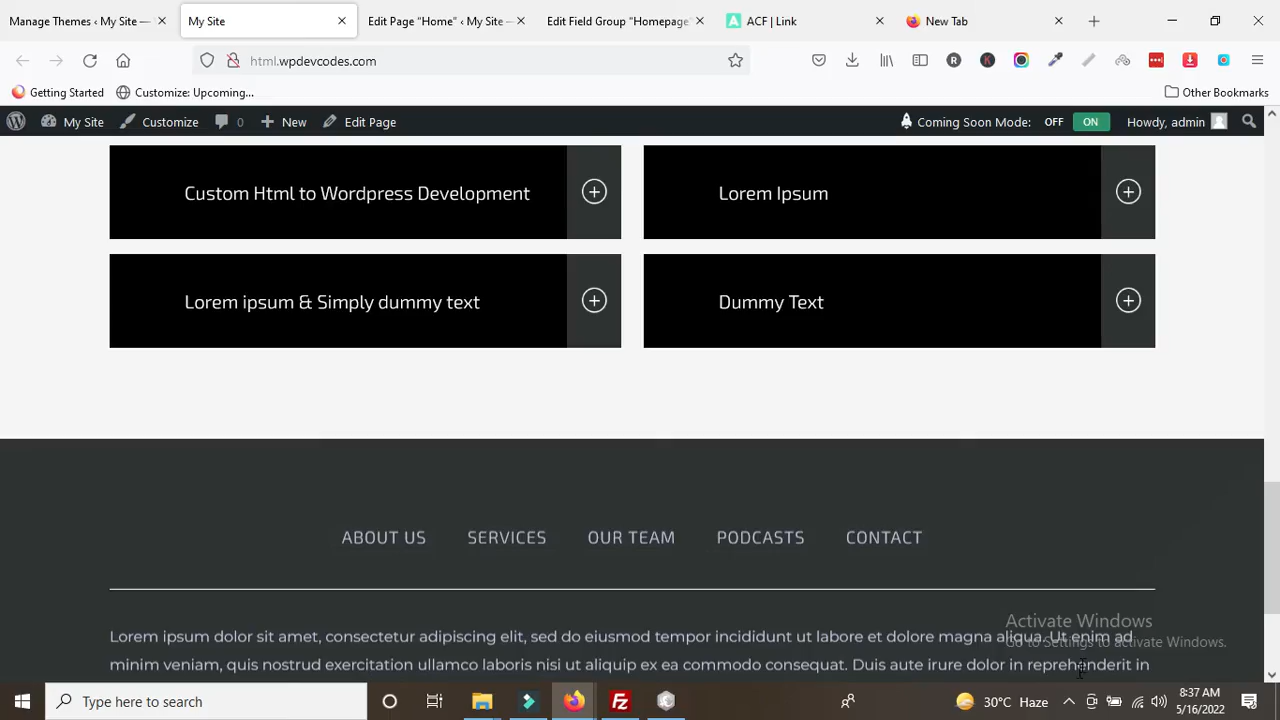 Manage Themes ‹ My Site —
My Site
Edit Page “Home” ‹ My Site —
Edit Field Group “Homepage”
ACF | Link
New Tab
html.wpdevcodes.com
Getting Started
Customize: Upcoming...
Other Bookmarks
My Site
Customize
0
New
Edit Page
Coming Soon Mode:
OFF
ON
Howdy, admin
Custom Html to Wordpress Development
Lorem Ipsum
Lorem ipsum & Simply dummy text
Dummy Text
ABOUT US
SERVICES
OUR TEAM
PODCASTS
CONTACT
Activate Windows
Go to Settings to activate Windows.
Lorem ipsum dolor sit amet, consectetur adipiscing elit, sed do eiusmod tempor incididunt ut labore et dolore magna aliqua. Ut enim ad
minim veniam, quis nostrud exercitation ullamco laboris nisi ut aliquip ex ea commodo consequat. Duis aute irure dolor in reprehenderit in
Type here to search
30°C Haze
8:37 AM
5/16/2022